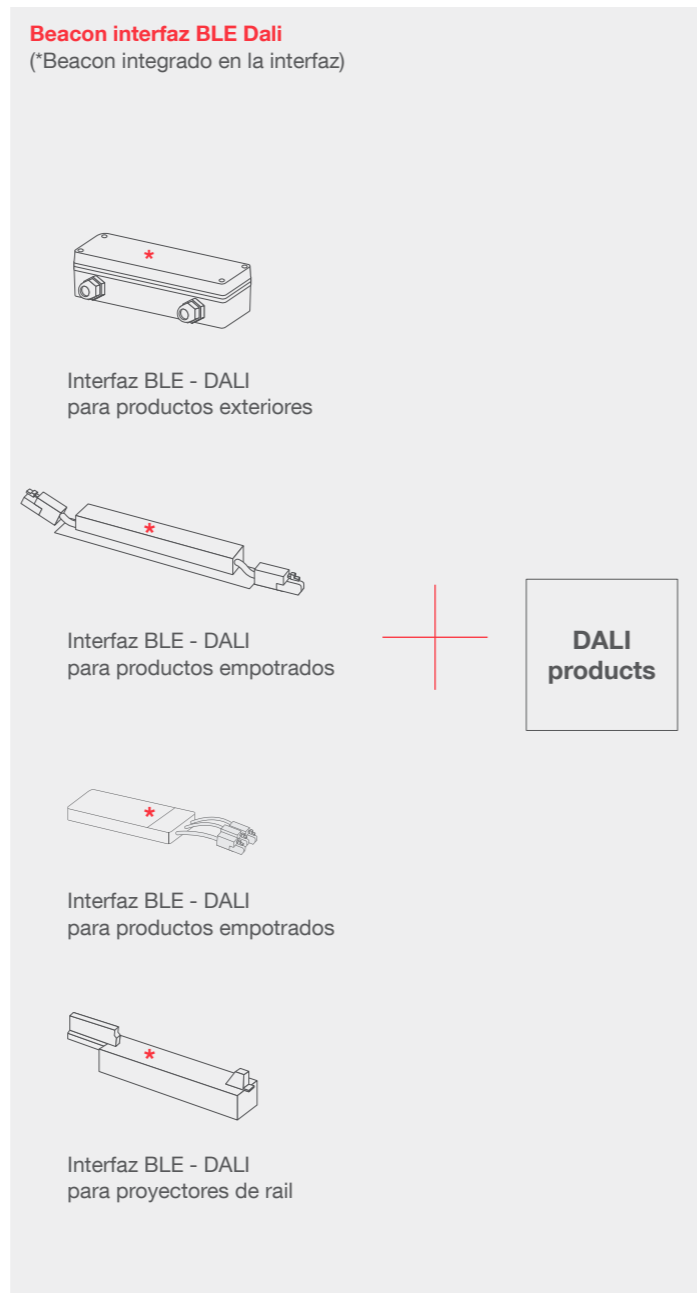 Beacon interfaz BLE Dali
(*Beacon integrado en la interfaz)
*
Interfaz BLE - DALI
para productos exteriores
*
Interfaz BLE - DALI
para productos empotrados
DALI
products
*
Interfaz BLE - DALI
para productos empotrados
*
Interfaz BLE - DALI
para proyectores de rail